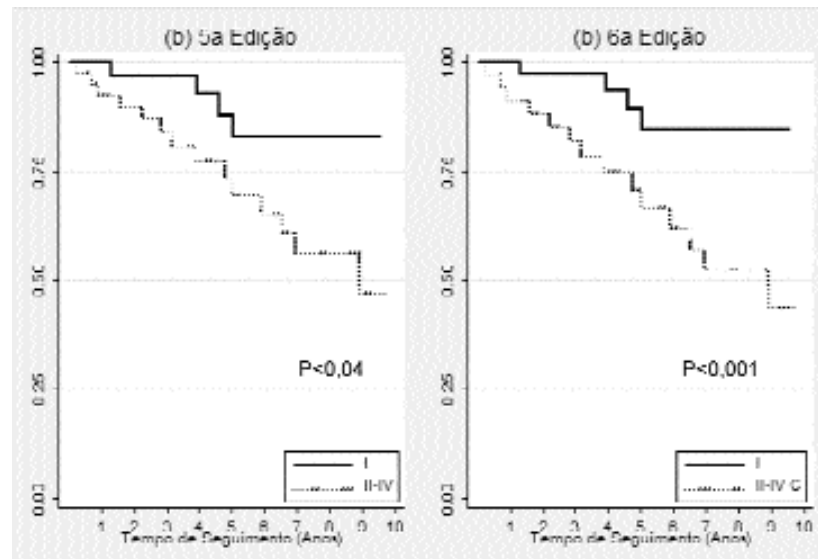 (b) 5a Edição
1.00
0.75
0.50
0.25
0.00
P<0,04
I
II-IV
1 2 3 4 5 6 7 8 9 10
Tempo de Seguimento (Anos)
(b) 6a Edição
1.00
0.75
0.50
0.25
0.00
P<0,001
I
II-IV C
1 2 3 4 5 6 7 8 9 10
Tempo de Seguimento (Anos)